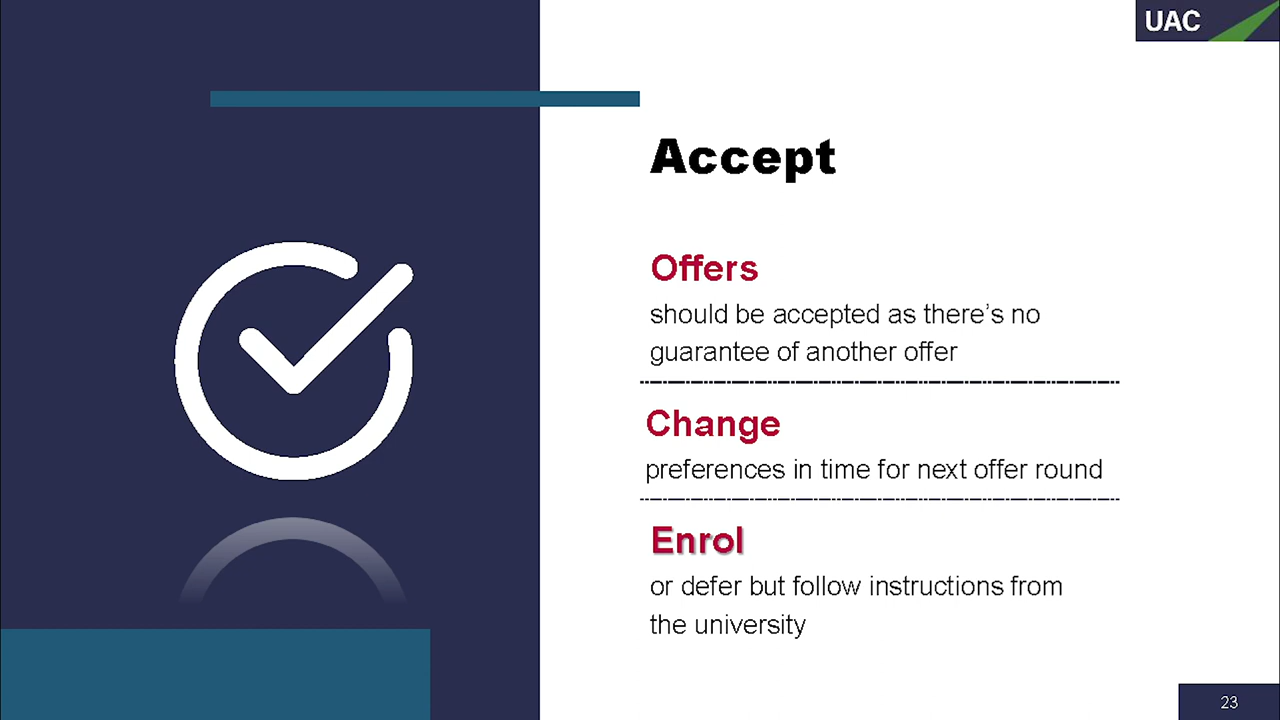 UAC
Accept
Offers
should be accepted as there’s no
guarantee of another offer
Change
preferences in time for next offer round
Enrol
or defer but follow instructions from
the university
23